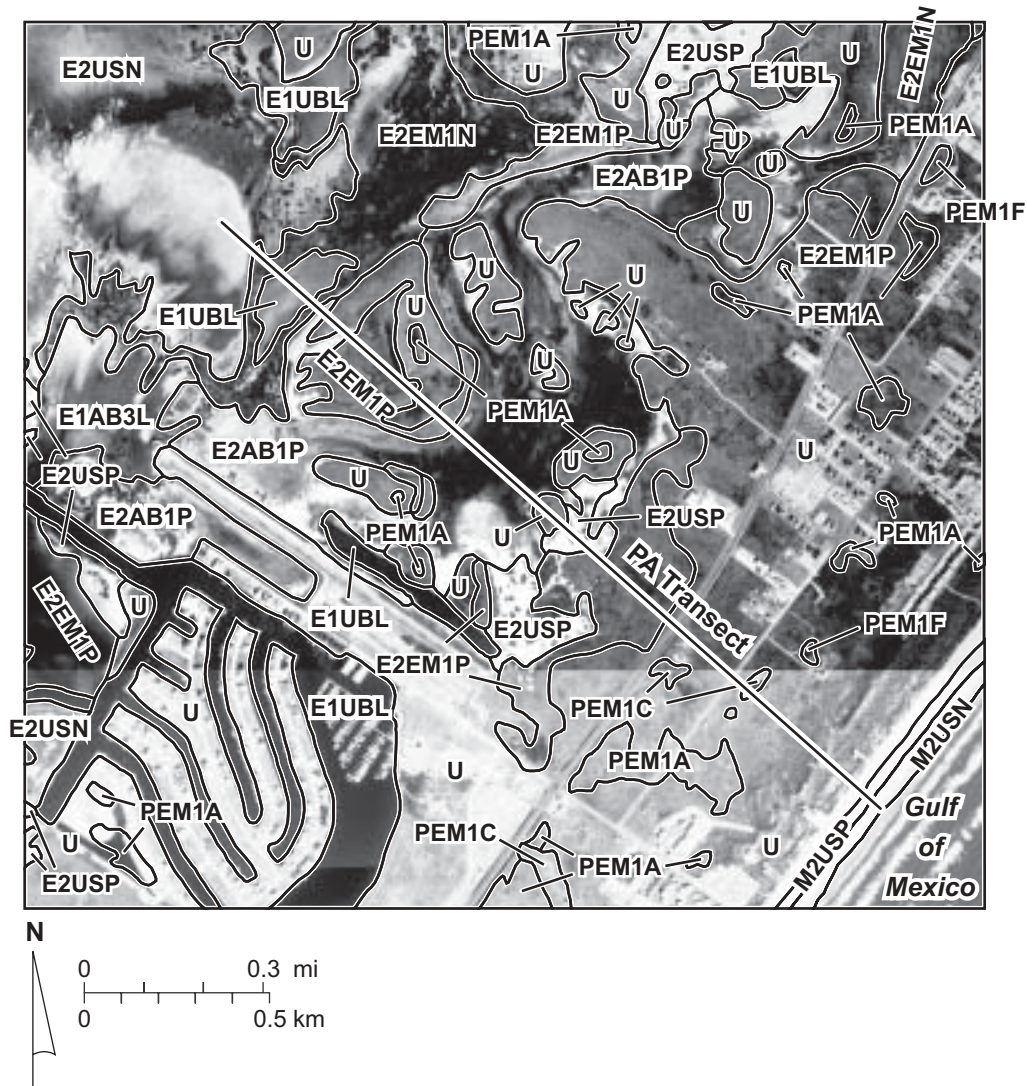 PEM1A
E2USP
E2EM1N
U
U
E2USN
U
E1UBL
U
E1UBL
PEM1A
E2EM1N
E2EM1P
U
U
U
E2AB1P
U
PEM1F
E2EM1P
U
U
U
PEM1A
E1UBL
U
E2EM1P
PEM1A
E1AB3L
E2AB1P
U
U
E2USP
U
E2USP
E2AB1P
PEM1A
U
PEM1A
PA Transect
U
E2EM1P
U
E1UBL
E2USP
PEM1F
E2EM1P
E1UBL
PEM1C
U
E2USN
M2USN
PEM1A
U
PEM1A
Gulf
of
Mexico
PEM1C
U
U
PEM1A
M2USP
E2USP
N
0 0.3 mi
0 0.5 km